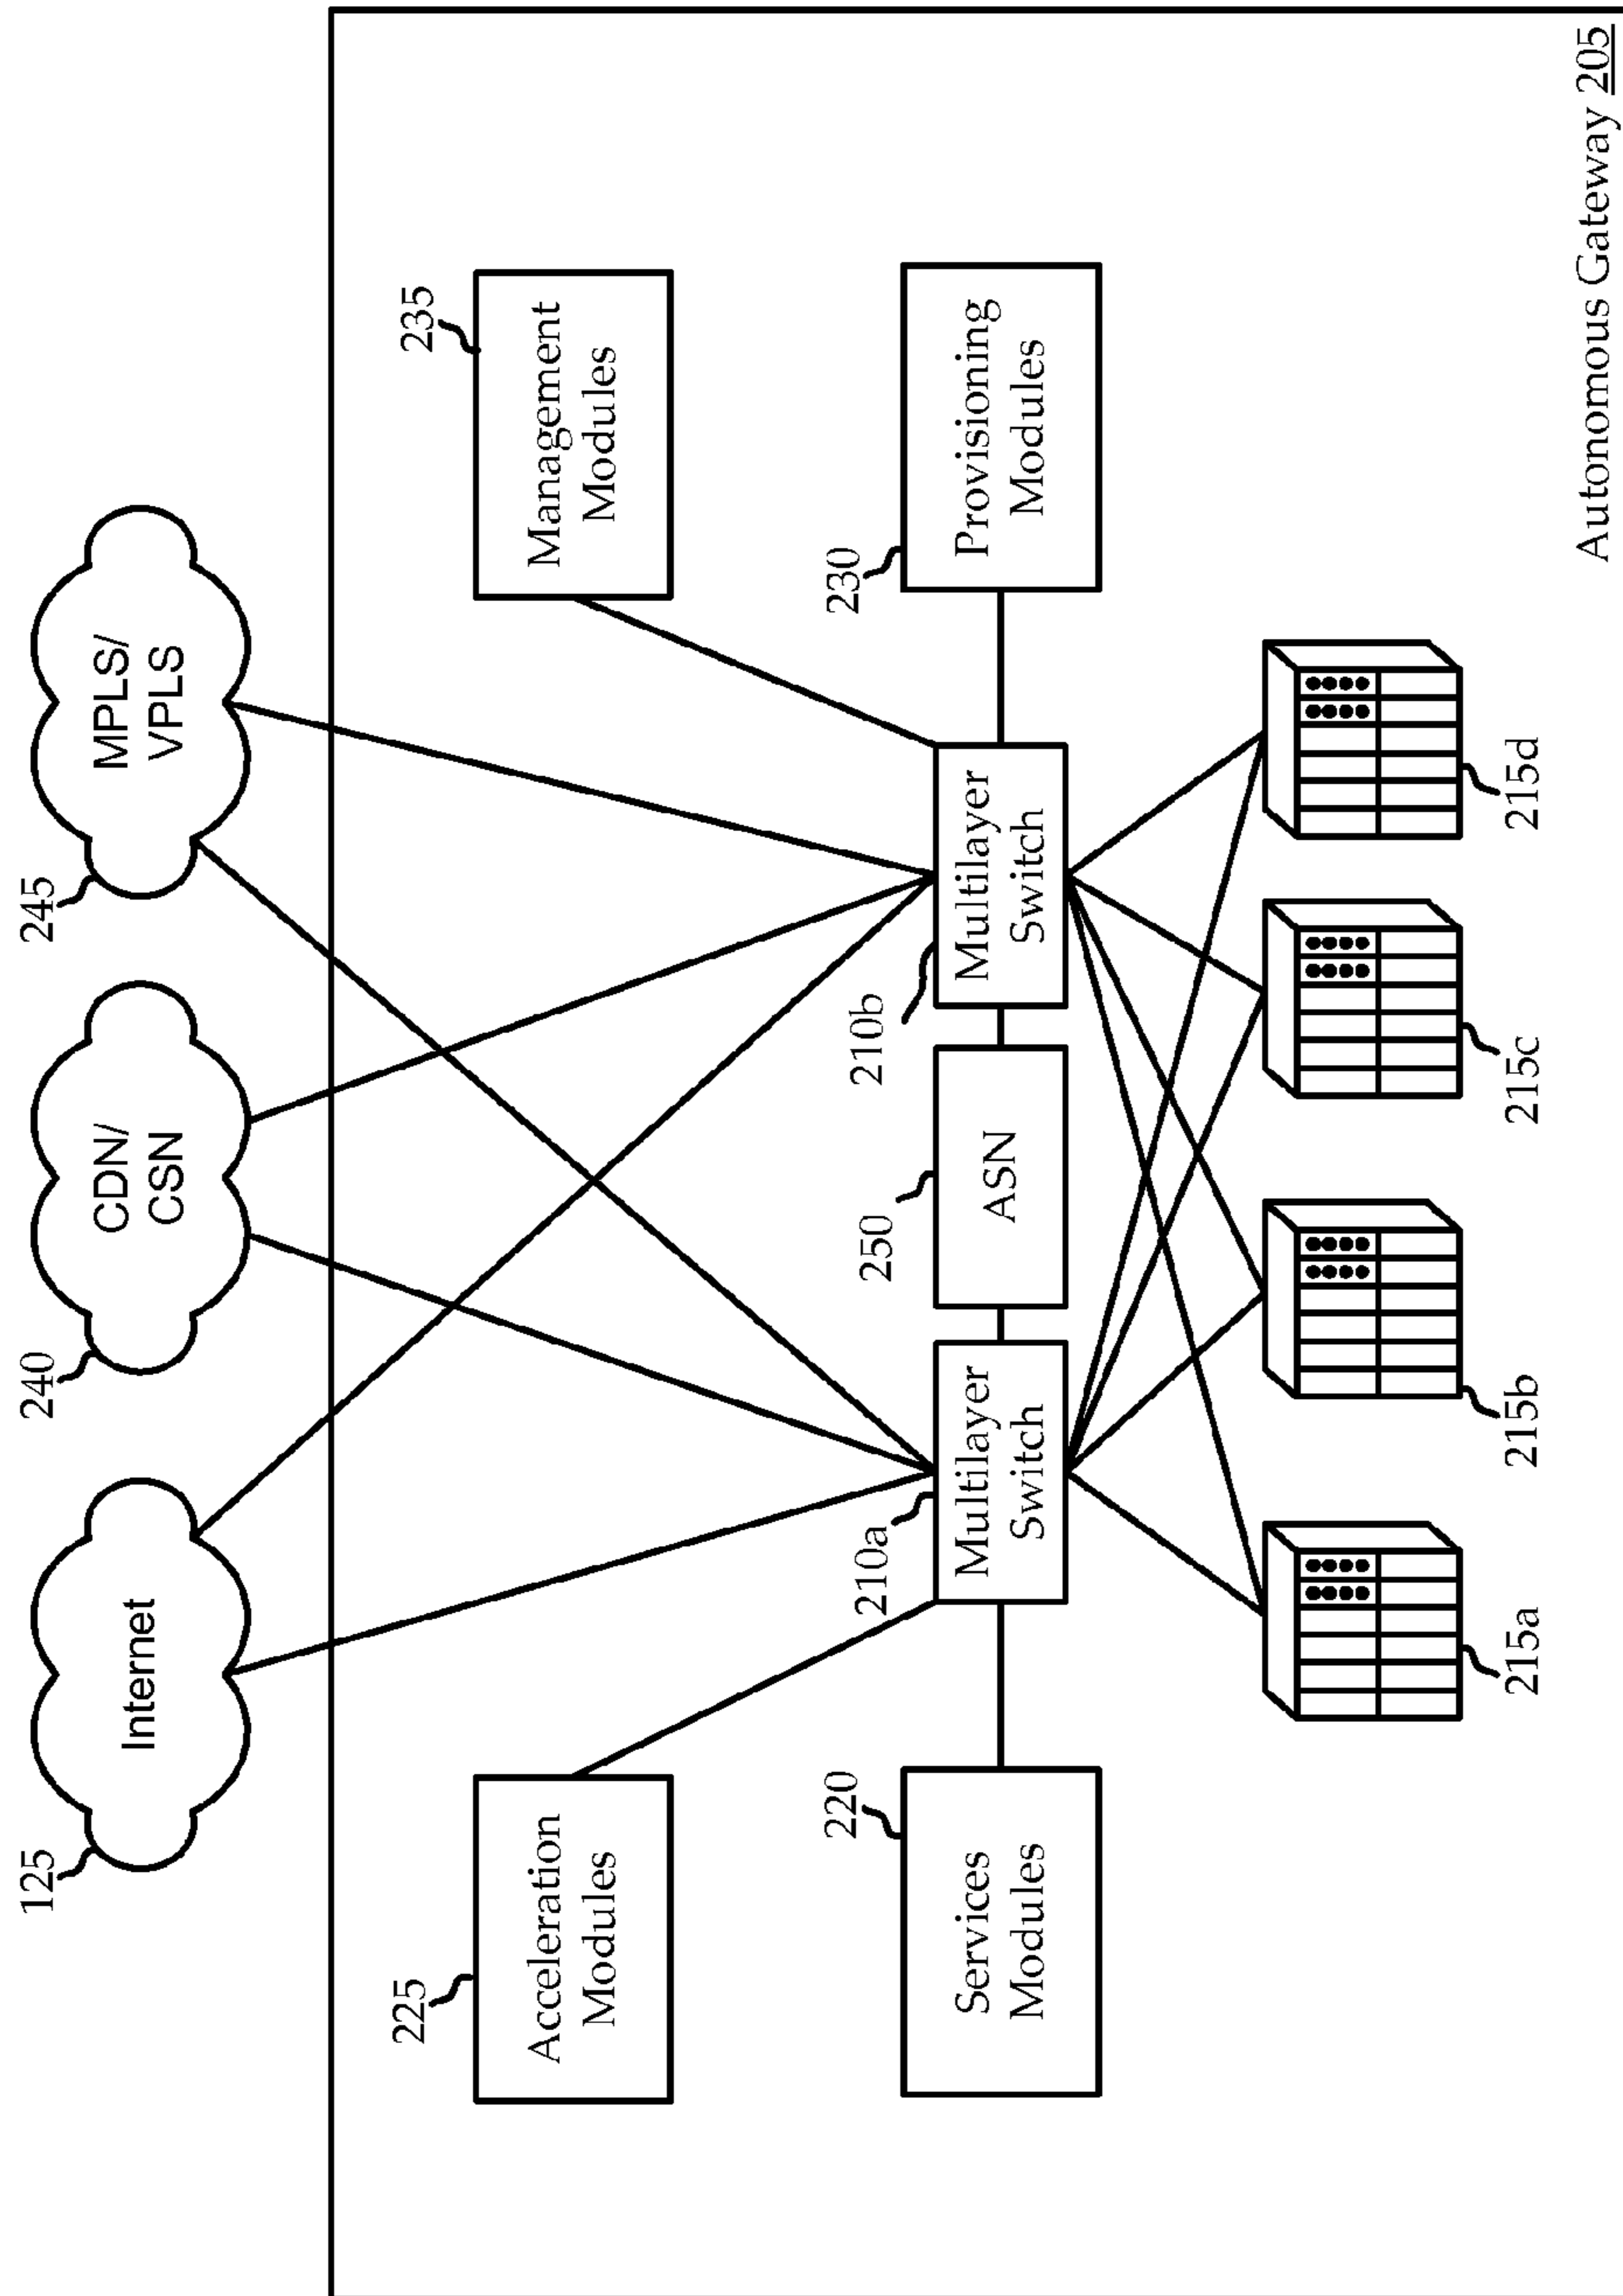 125
Internet
240
CDN/
CSN
245
MPLS/
VPLS
225
Acceleration
Modules
235
Management
Modules
220
Services
Modules
210a
Multilayer
Switch
250
ASN
210b
Multilayer
Switch
230
Provisioning
Modules
215a
215b
215c
215d
Autonomous Gateway 205